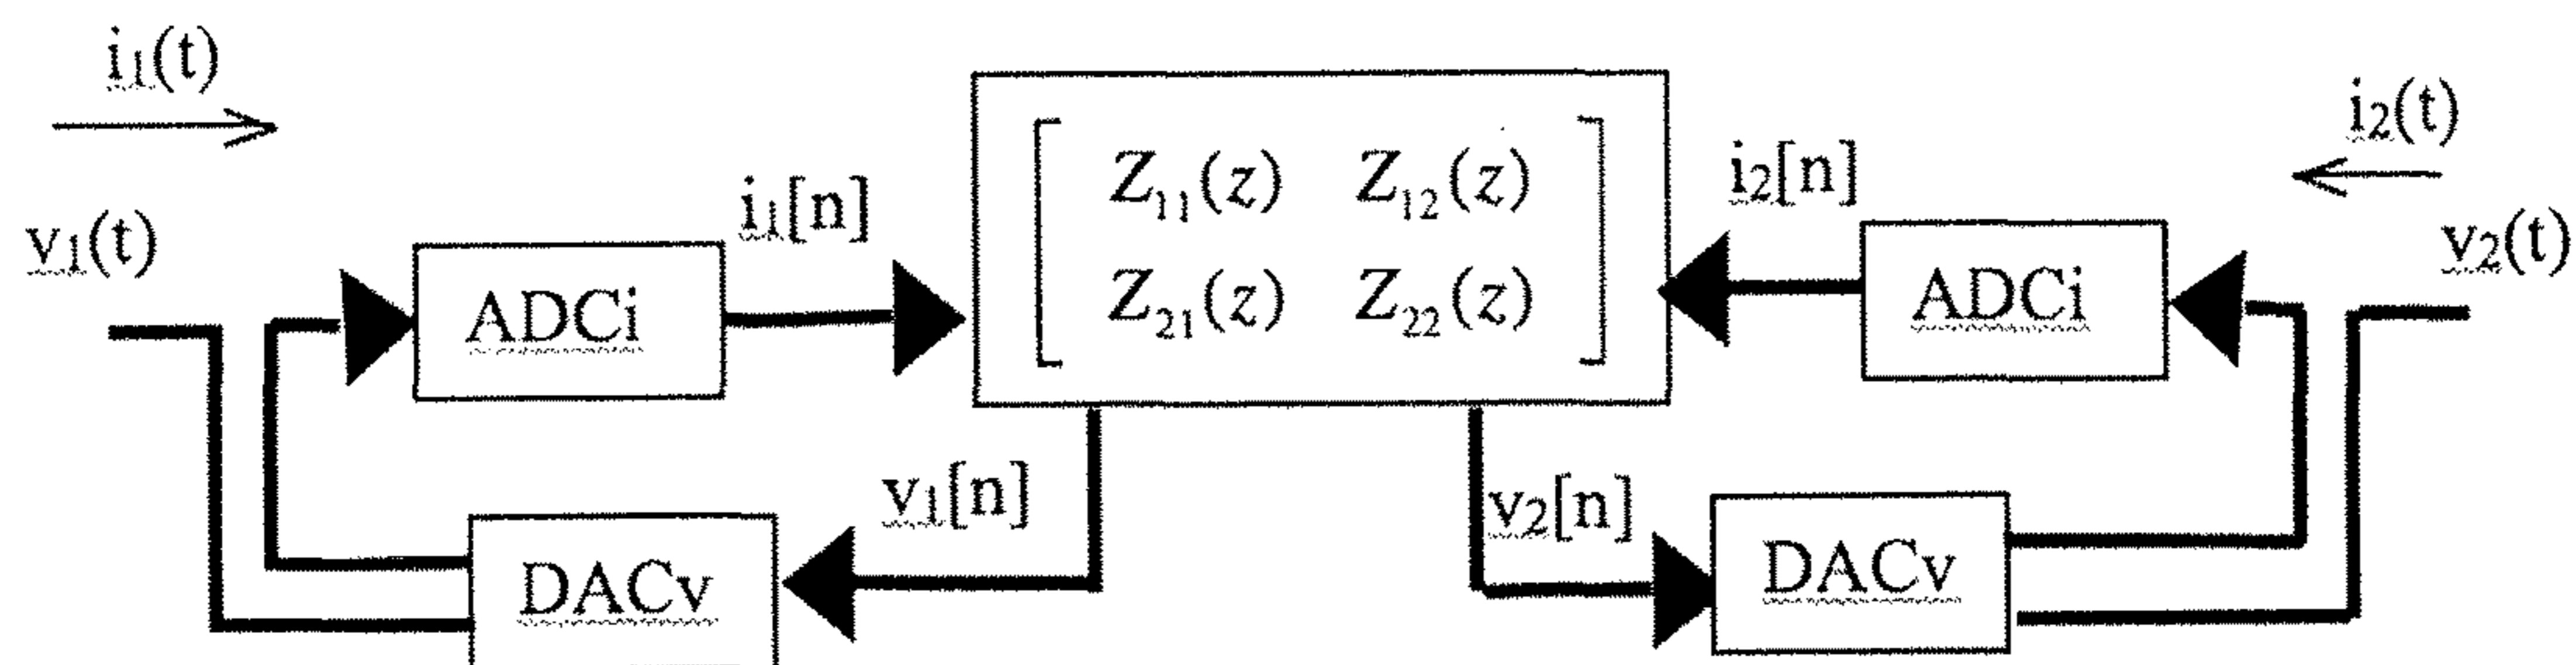 i₁(t)
i₂(t)
v₁(t)
i₁[n]
Z₁₁(z) Z₁₂(z)
Z₂₁(z) Z₂₂(z)
i₂[n]
v₂(t)
ADCi
ADCi
v₁[n]
v₂[n]
DACv
DACv